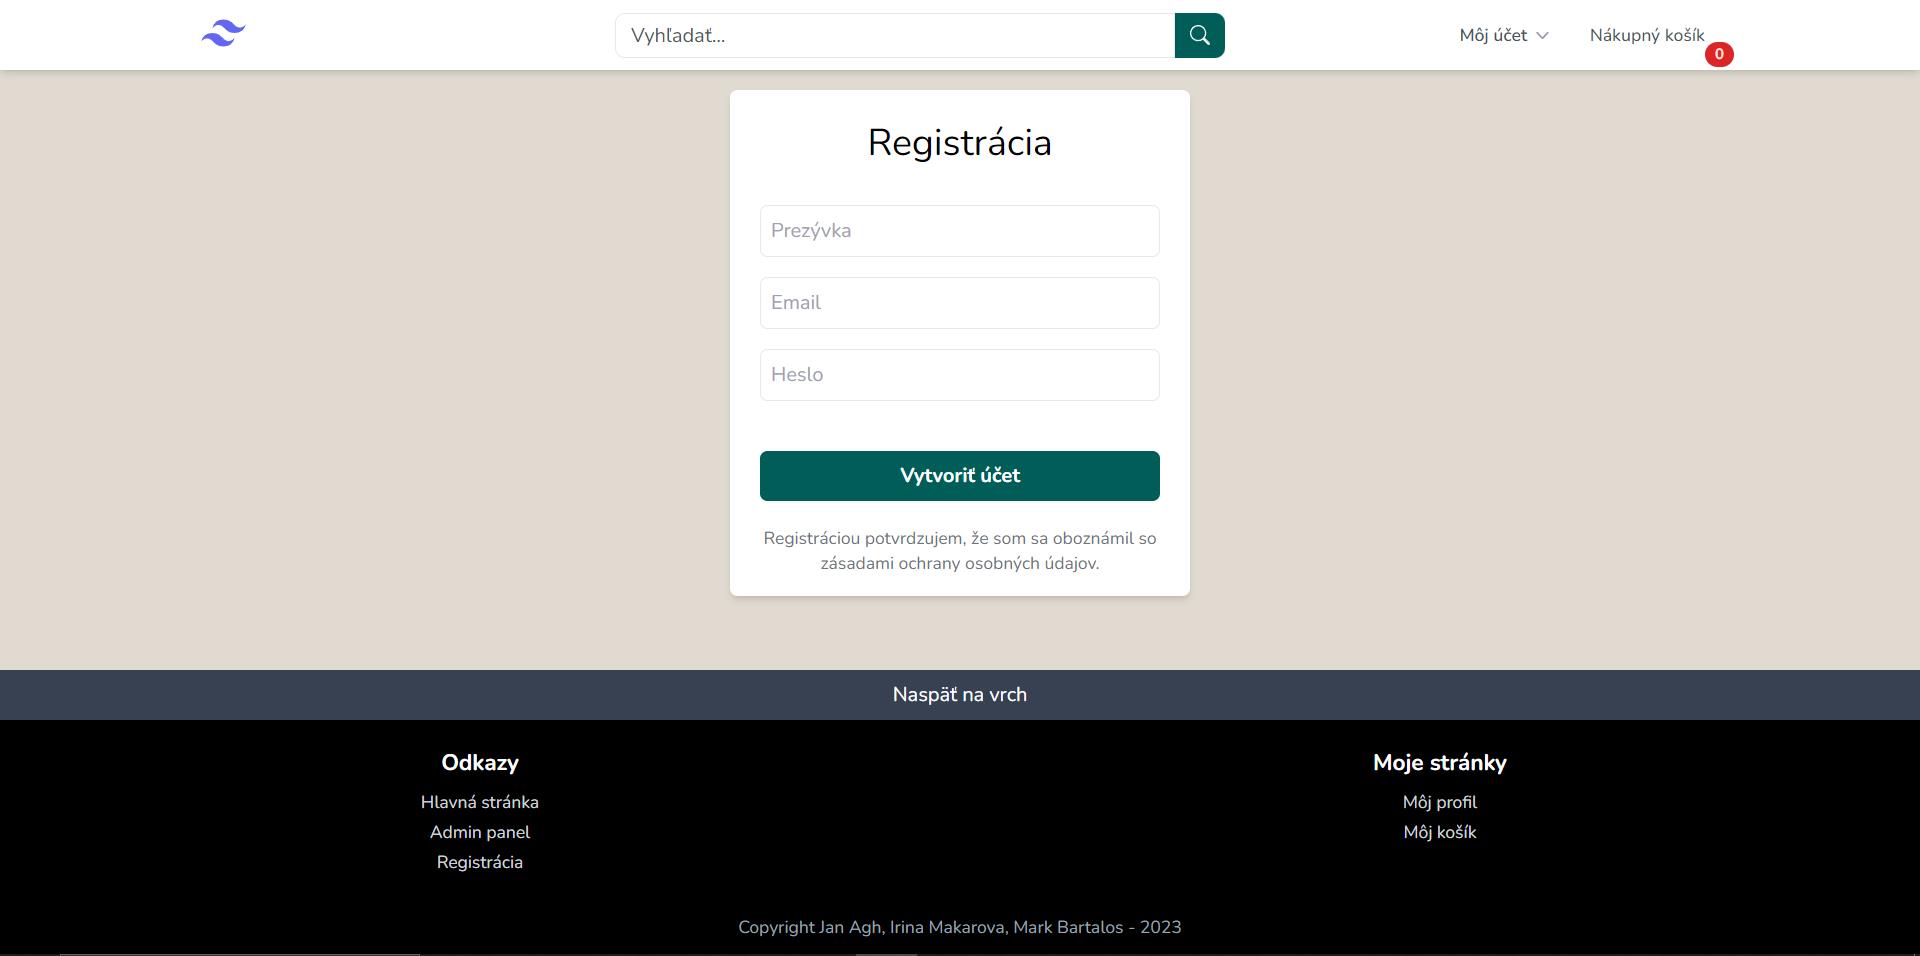 Vyhľadať...
Môj účet
Nákupný košík
0
Registrácia
Prezývka
Email
Heslo
Vytvoriť účet
Registráciou potvrdzujem, že som sa oboznámil so
zásadami ochrany osobných údajov.
Naspäť na vrch
Odkazy
Hlavná stránka
Admin panel
Registrácia
Moje stránky
Môj profil
Môj košík
Copyright Jan Agh, Irina Makarova, Mark Bartalos - 2023